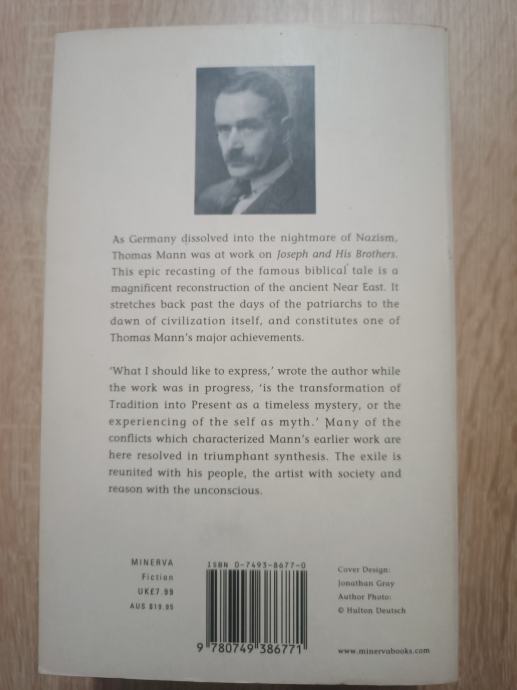 As Germany dissolved into the nightmare of Nazism,
Thomas Mann was at work on Joseph and His Brothers.
This epic recasting of the famous biblical tale is a
magnificent reconstruction of the ancient Near East. It
stretches back past the days of the patriarchs to the
dawn of civilization itself, and constitutes one of
Thomas Mann's major achievements.
'What I should like to express,' wrote the author while
the work was in progress, 'is the transformation of
Tradition into Present as a timeless mystery, or the
experiencing of the self as myth.' Many of the
conflicts which characterized Mann's earlier work are
here resolved in triumphant synthesis. The exile is
reunited with his people, the artist with society and
reason with the unconscious.
MINERVA
Fiction
UK£7.99
AUS $19.95
ISBN 0-7493-8677-0
9 780749 386771
Cover Design:
Jonathan Gray
Author Photo:
© Hulton Deutsch
www.minervabooks.com